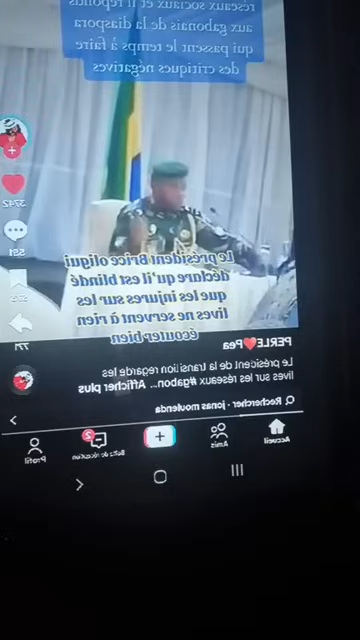 réseaux sociaux et il réponds
aux gabonais de la diaspora
qui passent le temps à faire
des critiques négatives
Le président Brice oligui
déclare qu'il est blindé
que les injures sur les
lives ne servent à rien
écouter bien
3742
551
PERLE❤️Pea
Le président de la transition regarde les
lives sur les réseaux #gabon... Afficher plus
Rechercher · jonas moulenda
Accueil
Amis
2
Boîte de réception
Profil